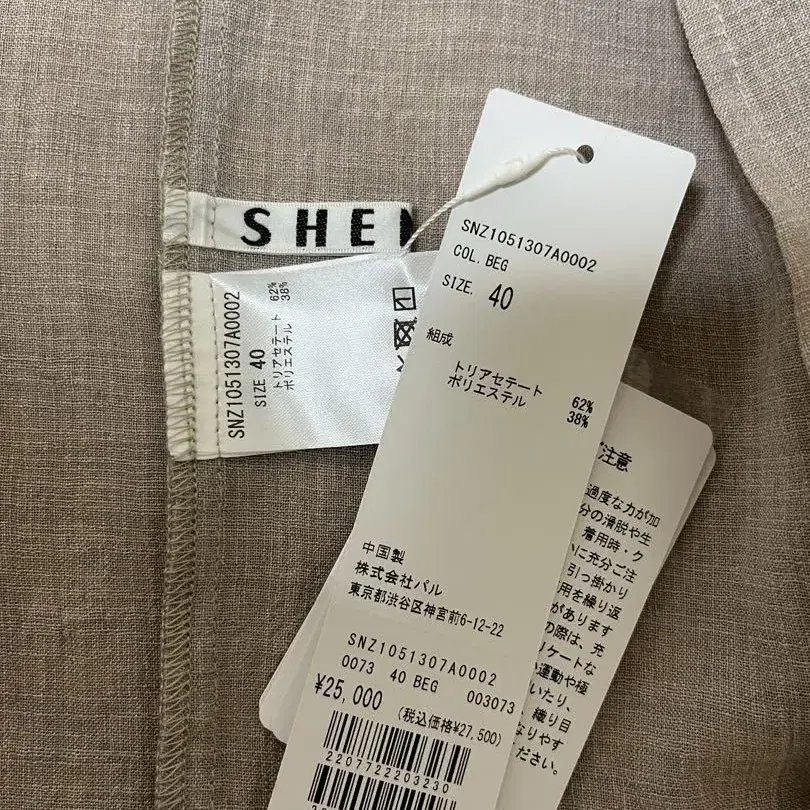 SHE
SNZ1051307A0002
SIZE 40
トリアセテート 62%
ポリエステル 38%
SNZ1051307A0002
COL. BEG
SIZE. 40
組成
トリアセテート 62%
ポリエステル 38%
中国製
株式会社パル
東京都渋谷区神宮前6-12-22
SNZ1051307A0002
0073 40 BEG 003073
¥25,000
(税込価格¥27,500)
2207722203230
ご注意
過度な力が加
分の滑脱や生
着用時・ク
に充分ご注
引っ掛かり
用を繰り返
があります
の際は、充
リケートな
運動や極
いたり、
織り目
なりやす
ください。